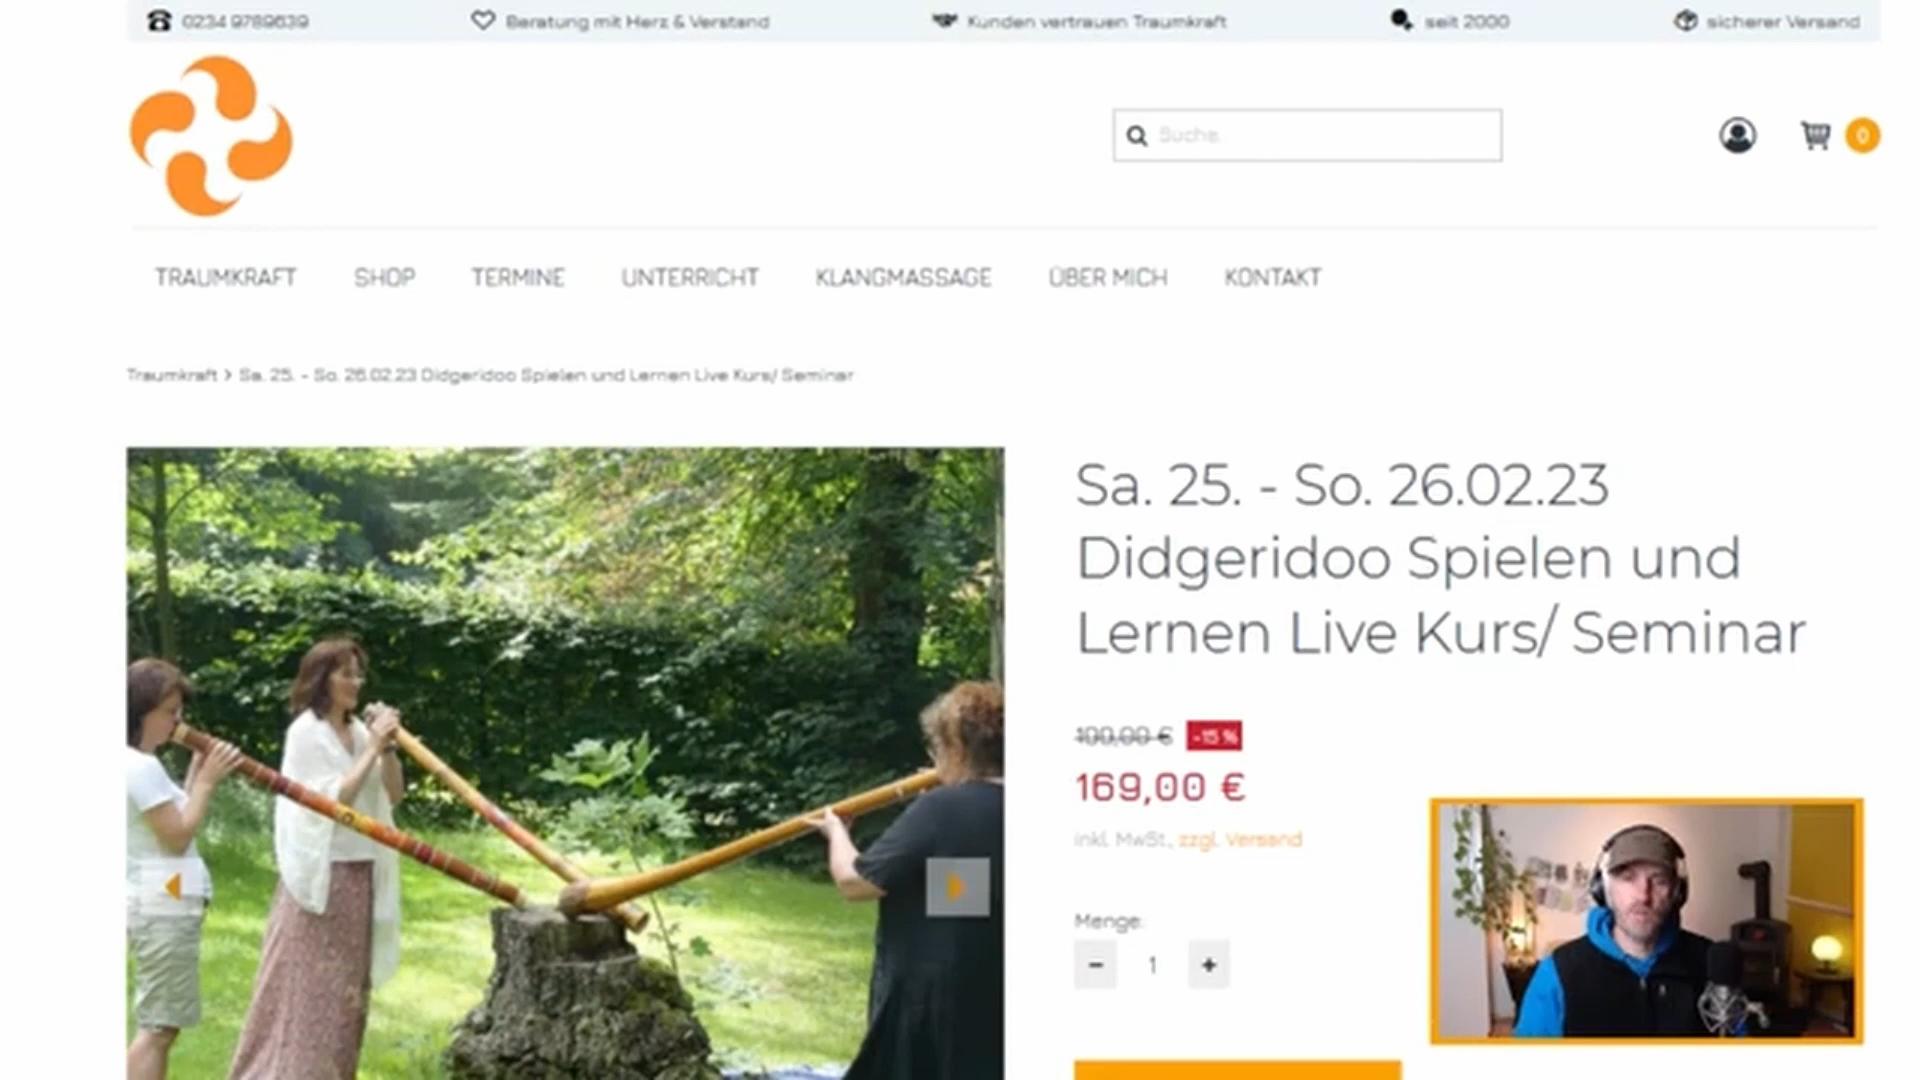 0234 9789639 Beratung mit Herz & Verstand Kunden vertrauen Traumkraft seit 2000 sicherer Versand
Suche
0
TRAUMKRAFT SHOP TERMINE UNTERRICHT KLANGMASSAGE ÜBER MICH KONTAKT
Traumkraft > Sa. 25. - So. 26.02.23 Didgeridoo Spielen und Lernen Live Kurs/ Seminar
Sa. 25. - So. 26.02.23
Didgeridoo Spielen und
Lernen Live Kurs/ Seminar
-15 %
169,00 €
inkl. MwSt., zzgl. Versand
Menge:
- 1 +